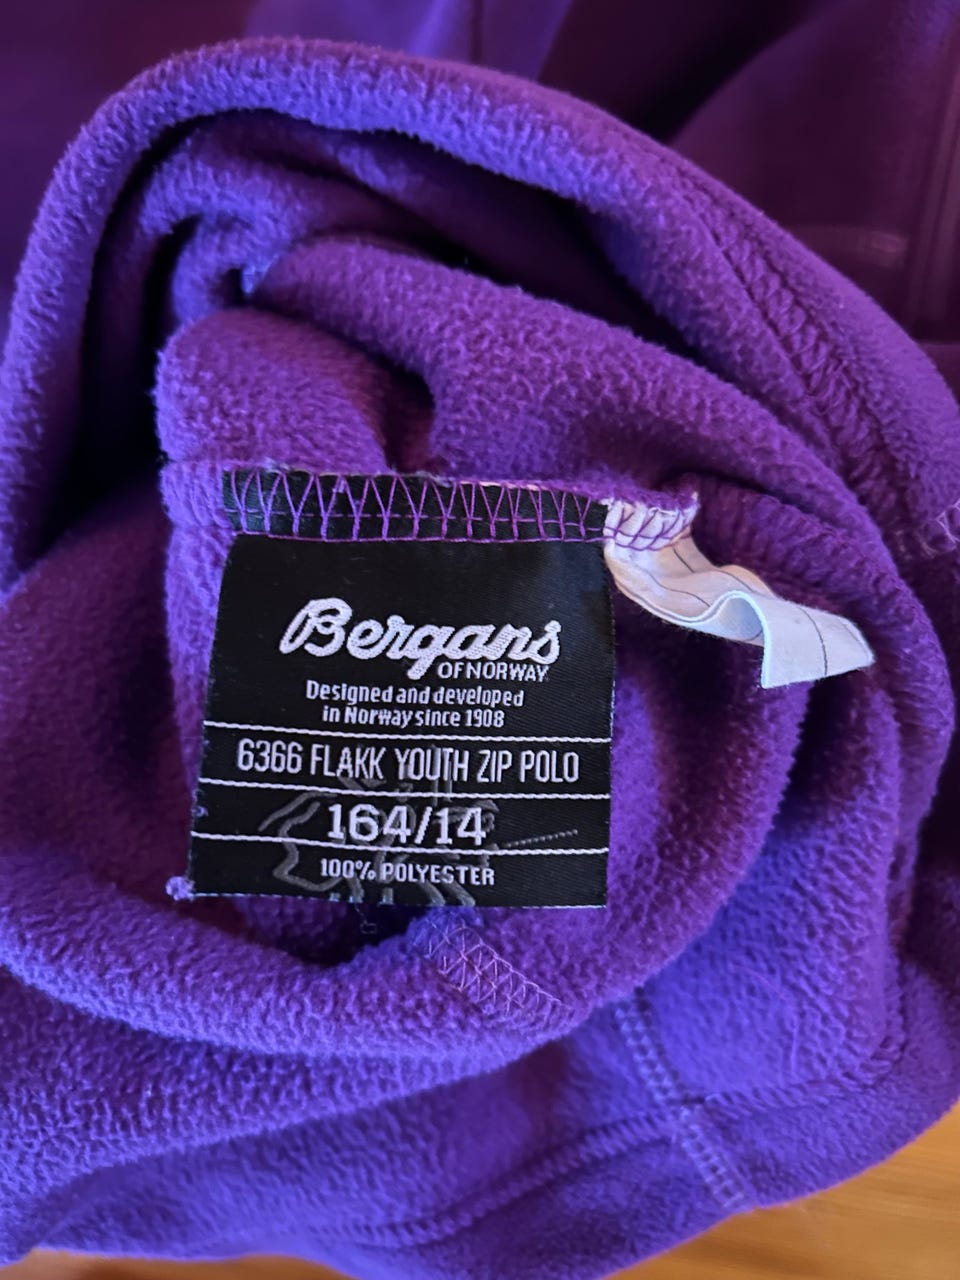 Bergans
OF NORWAY
Designed and developed
in Norway since 1908
6366 FLAKK YOUTH ZIP POLO
164/14
100% POLYESTER